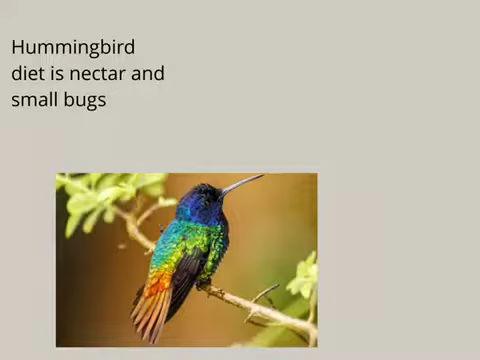 Hummingbird
diet is nectar and
small bugs